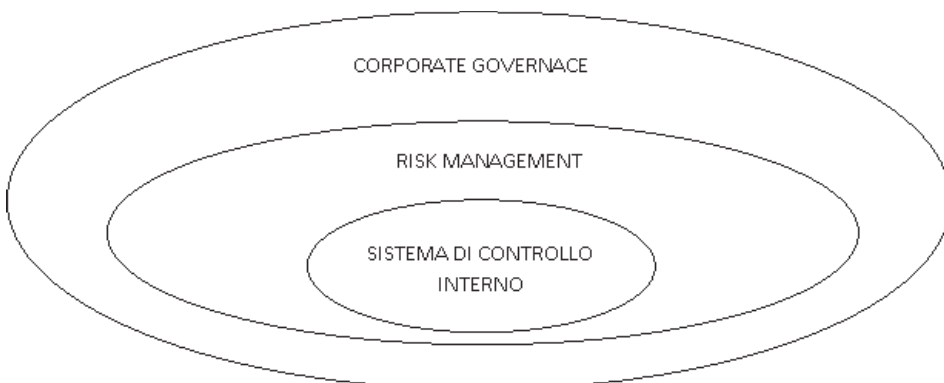 CORPORATE GOVERNACE
RISK MANAGEMENT
SISTEMA DI CONTROLLO
INTERNO